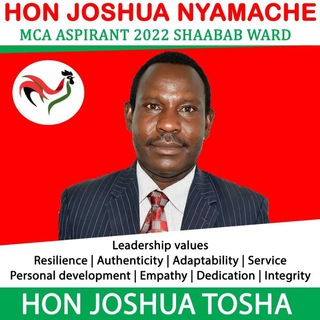 HON JOSHUA NYAMACHE
MCA ASPIRANT 2022 SHAABAB WARD
Leadership values
Resilience | Authenticity | Adaptability | Service
Personal development | Empathy | Dedication | Integrity
HON JOSHUA TOSHA